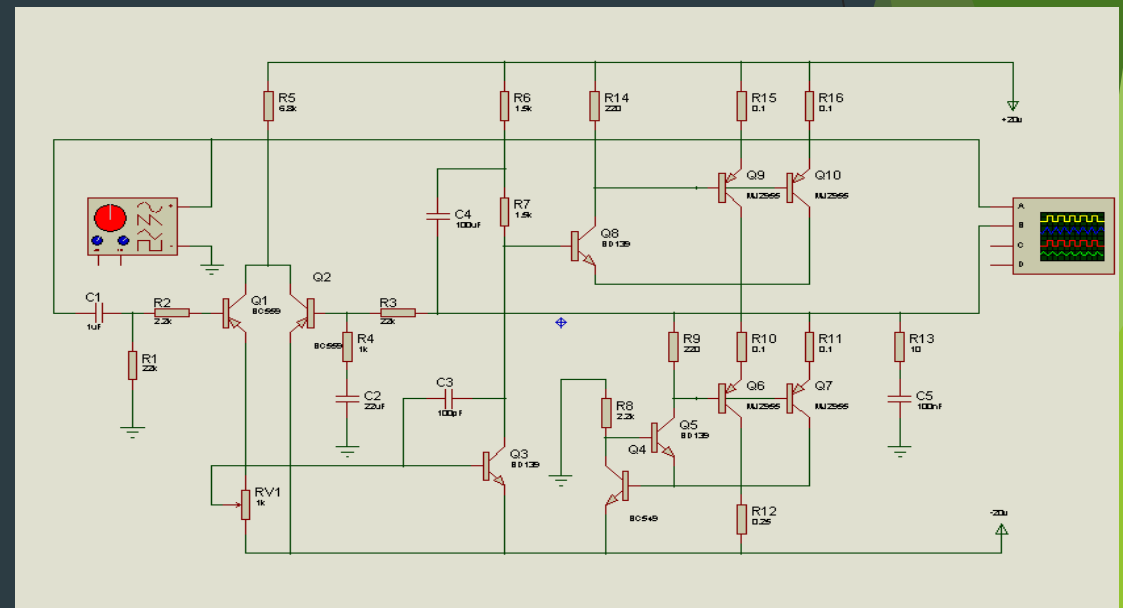 R5
6.8k
R6
1.5k
R14
220
R15
0.1
R16
0.1
+20v
Q9
MJ2955
Q10
MJ2955
A
B
C
D
C4
100uF
R7
1.5k
Q8
BD139
+
-
C1
1uF
R2
2.2k
Q1
BC559
Q2
BC559
R3
22k
R1
22k
R4
1k
C2
22uF
R9
220
R10
0.1
R11
0.1
R13
10
C3
100pF
R8
2.2k
Q5
BD139
Q6
MJ2955
Q7
MJ2955
C5
100nF
Q3
BD139
Q4
BC549
RV1
1k
R12
0.25
-20v